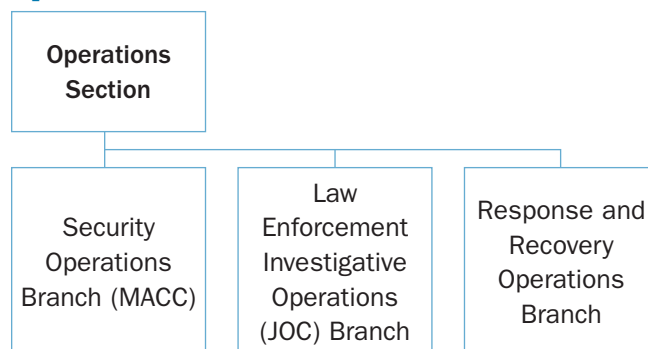 Operations
Section
Security
Operations
Branch (MACC)
Law
Enforcement
Investigative
Operations
(JOC) Branch
Response and
Recovery
Operations
Branch